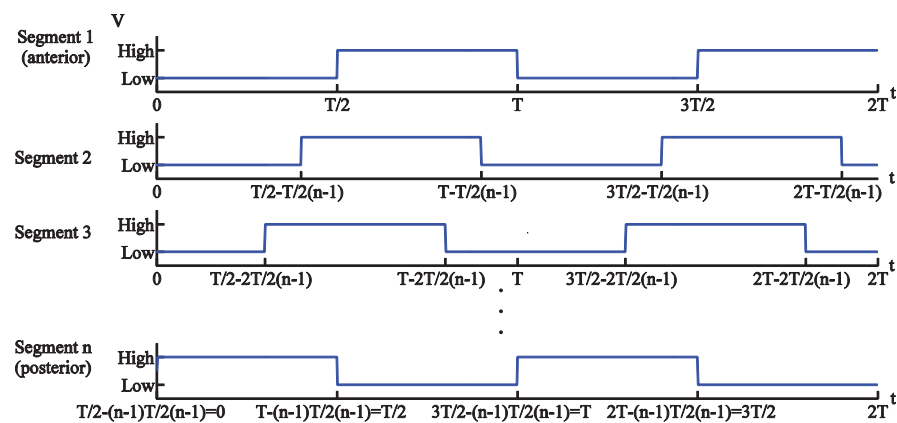 V
Segment 1
(anterior)
High
Low
0 T/2 T 3T/2 2T t
Segment 2
High
Low
0 T/2-T/2(n-1) T-T/2(n-1) 3T/2-T/2(n-1) 2T-T/2(n-1) t
Segment 3
High
Low
0 T/2-2T/2(n-1) T-2T/2(n-1) T 3T/2-2T/2(n-1) 2T-2T/2(n-1) 2T t
Segment n
(posterior)
High
Low
T/2-(n-1)T/2(n-1)=0 T-(n-1)T/2(n-1)=T/2 3T/2-(n-1)T/2(n-1)=T 2T-(n-1)T/2(n-1)=3T/2 2T t